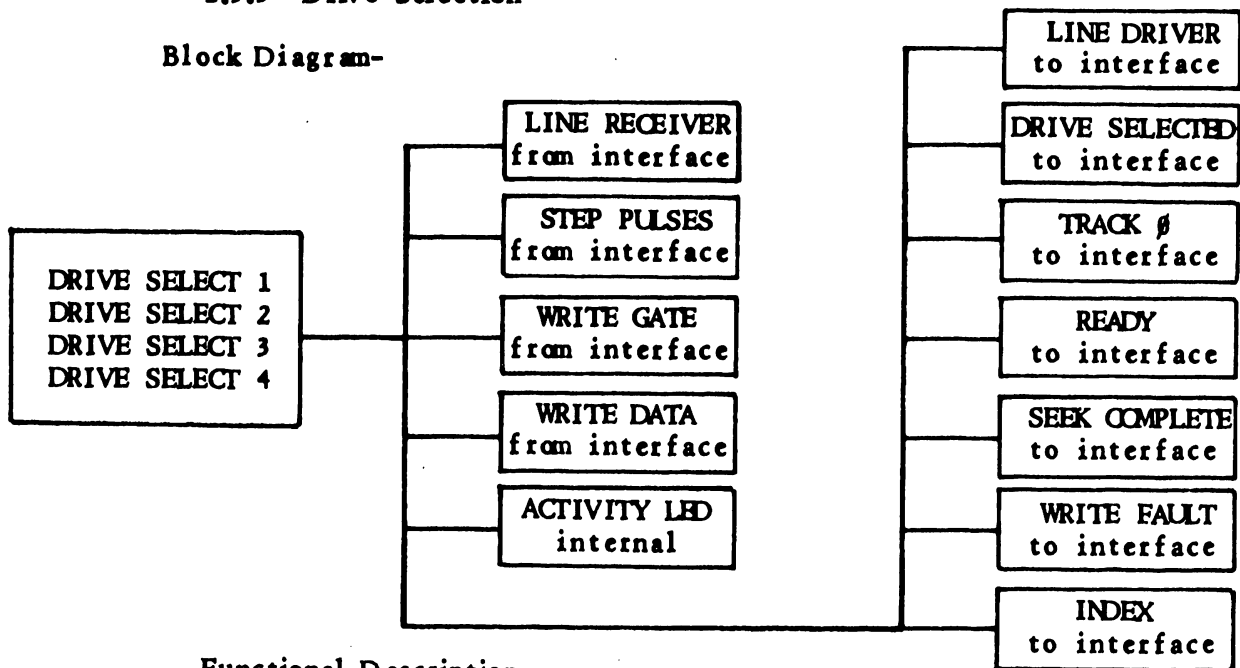 Drive Selection
Block Diagram-
LINE DRIVER
to interface
LINE RECEIVER
from interface
DRIVE SELECTED
to interface
STEP PULSES
from interface
TRACK Ø
to interface
DRIVE SELECT 1
DRIVE SELECT 2
DRIVE SELECT 3
DRIVE SELECT 4
WRITE GATE
from interface
READY
to interface
WRITE DATA
from interface
SEEK COMPLETE
to interface
ACTIVITY LED
internal
WRITE FAULT
to interface
INDEX
to interface
Functional Description